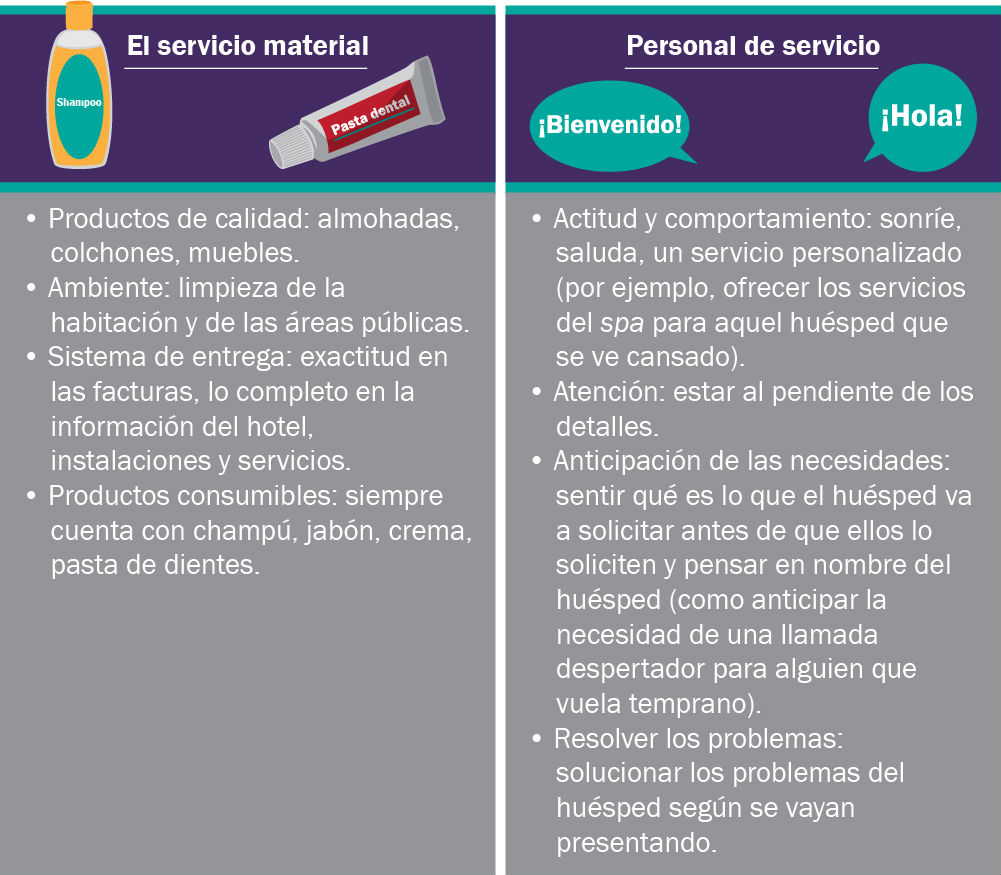 El servicio material
Shampoo
Pasta dental
• Productos de calidad: almohadas,
colchones, muebles.
• Ambiente: limpieza de la
habitación y de las áreas públicas.
• Sistema de entrega: exactitud en
las facturas, lo completo en la
información del hotel,
instalaciones y servicios.
• Productos consumibles: siempre
cuenta con champú, jabón, crema,
pasta de dientes.
Personal de servicio
¡Bienvenido!
¡Hola!
• Actitud y comportamiento: sonríe,
saluda, un servicio personalizado
(por ejemplo, ofrecer los servicios
del spa para aquel huésped que
se ve cansado).
• Atención: estar al pendiente de los
detalles.
• Anticipación de las necesidades:
sentir qué es lo que el huésped va
a solicitar antes de que ellos lo
soliciten y pensar en nombre del
huésped (como anticipar la
necesidad de una llamada
despertador para alguien que
vuela temprano).
• Resolver los problemas:
solucionar los problemas del
huésped según se vayan
presentando.